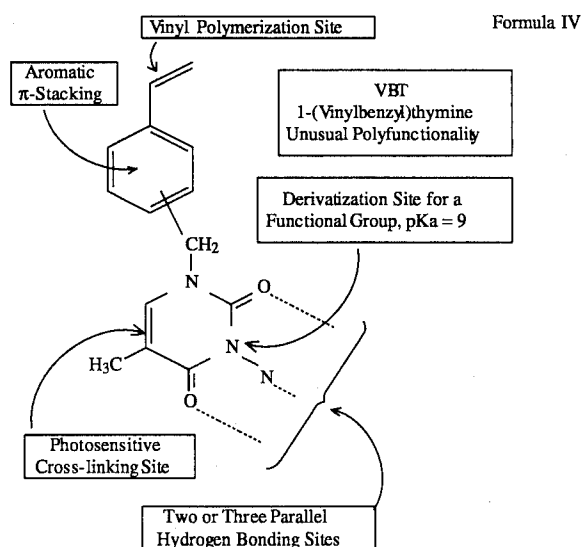 Vinyl Polymerization Site
Formula IV
Aromatic
π-Stacking
VBT
1-(Vinylbenzyl)thymine
Unusual Polyfunctionality
Derivatization Site for a
Functional Group, pKa = 9
CH2
N
O
N
H3C
N
O
Photosensitive
Cross-linking Site
Two or Three Parallel
Hydrogen Bonding Sites